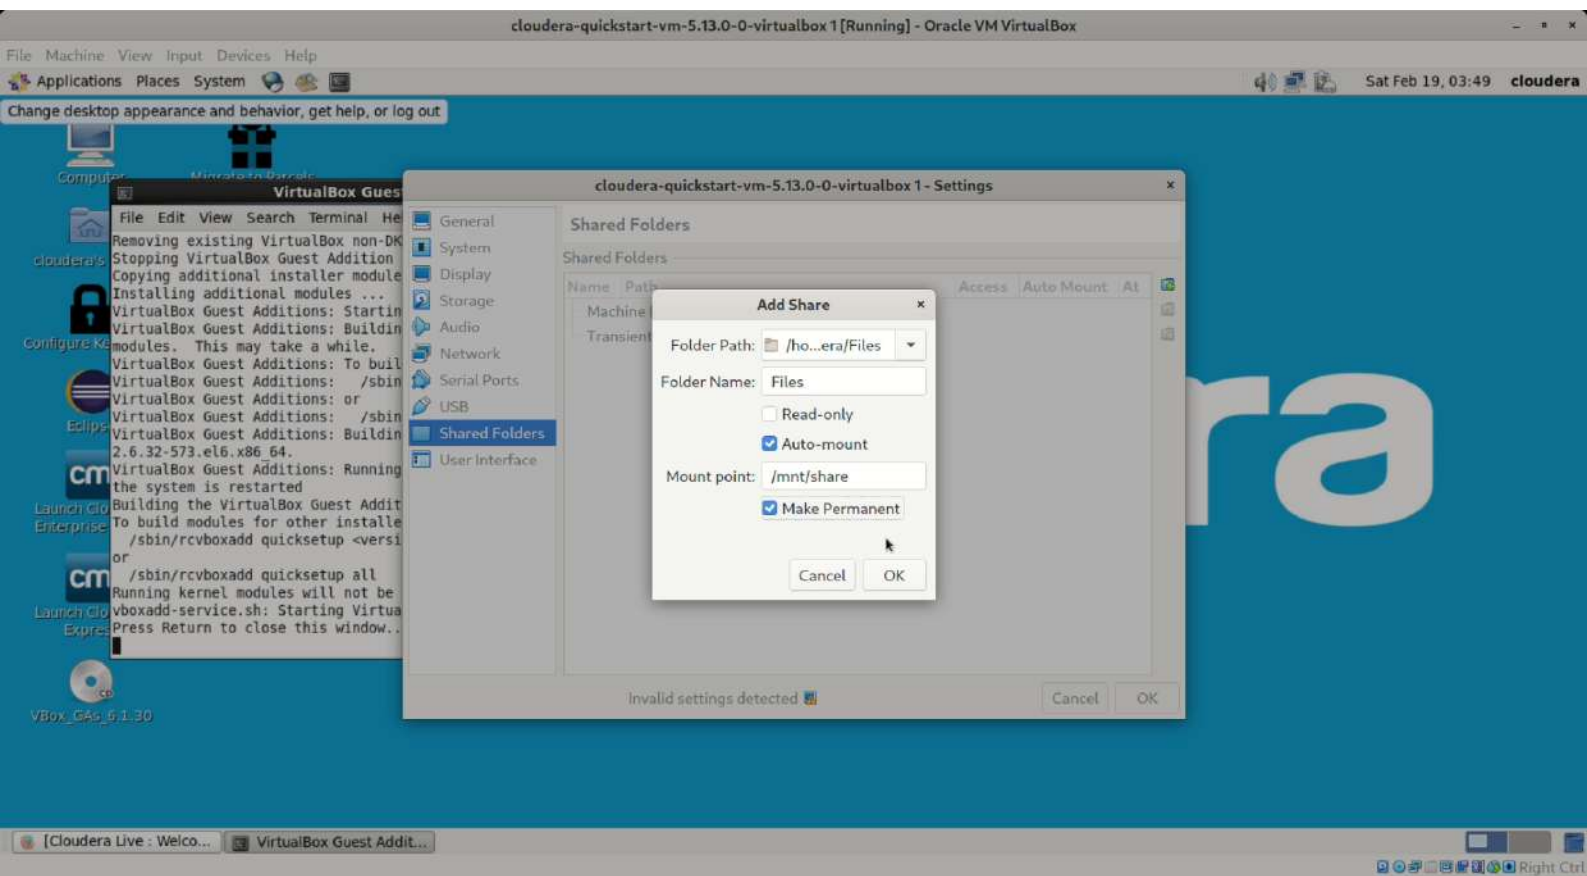 cloudera-quickstart-vm-5.13.0-0-virtualbox 1 [Running] - Oracle VM VirtualBox
File Machine View Input Devices Help
Applications Places System
Sat Feb 19, 03:49 cloudera
Change desktop appearance and behavior, get help, or log out
Computer
Migrate to Parcels
VirtualBox Gues
File Edit View Search Terminal He
Removing existing VirtualBox non-DK
Stopping VirtualBox Guest Addition
Copying additional installer module
Installing additional modules ...
VirtualBox Guest Additions: Startin
VirtualBox Guest Additions: Buildin
modules. This may take a while.
VirtualBox Guest Additions: To buil
VirtualBox Guest Additions: /sbin
VirtualBox Guest Additions: or
VirtualBox Guest Additions: /sbin
VirtualBox Guest Additions: Buildin
2.6.32-573.el6.x86_64.
VirtualBox Guest Additions: Running
the system is restarted
Building the VirtualBox Guest Addit
To build modules for other installe
/sbin/rcvboxadd quicksetup <versi
or
/sbin/rcvboxadd quicksetup all
Running kernel modules will not be
vboxadd-service.sh: Starting Virtua
Press Return to close this window..
cloudera's
Configure Ke
Eclips
cm
Launch Clo
Enterprise
cm
Launch Clo
Expres
VBox_GAs_6.1.30
cloudera-quickstart-vm-5.13.0-0-virtualbox 1 - Settings
General
System
Display
Storage
Audio
Network
Serial Ports
USB
Shared Folders
User Interface
Shared Folders
Shared Folders
Name Path Access Auto Mount At
Machine
Transient
Add Share
Folder Path: /ho...era/Files
Folder Name: Files
Read-only
Auto-mount
Mount point: /mnt/share
Make Permanent
Cancel OK
Invalid settings detected
Cancel OK
ra
[Cloudera Live : Welco...
VirtualBox Guest Addit...
Right Ctrl